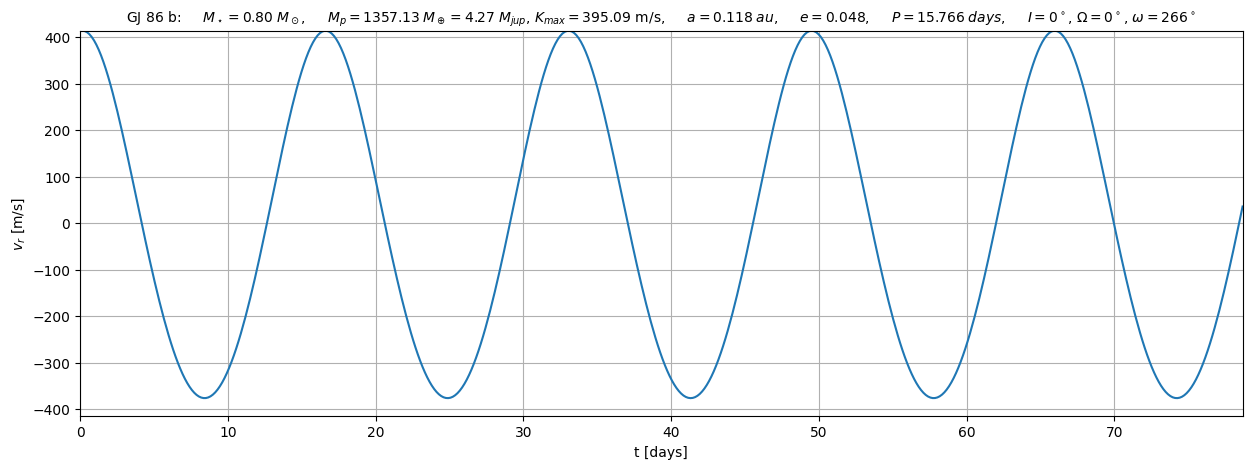 GJ 86 b: M⋆ = 0.80 M⊙, Mp = 1357.13 M⊕ = 4.27 Mjup, Kmax = 395.09 m/s, a = 0.118 au, e = 0.048, P = 15.766 days, I = 0°, Ω = 0°, ω = 266°
400
300
200
100
0
−100
−200
−300
−400
vr [m/s]
0 10 20 30 40 50 60 70
t [days]